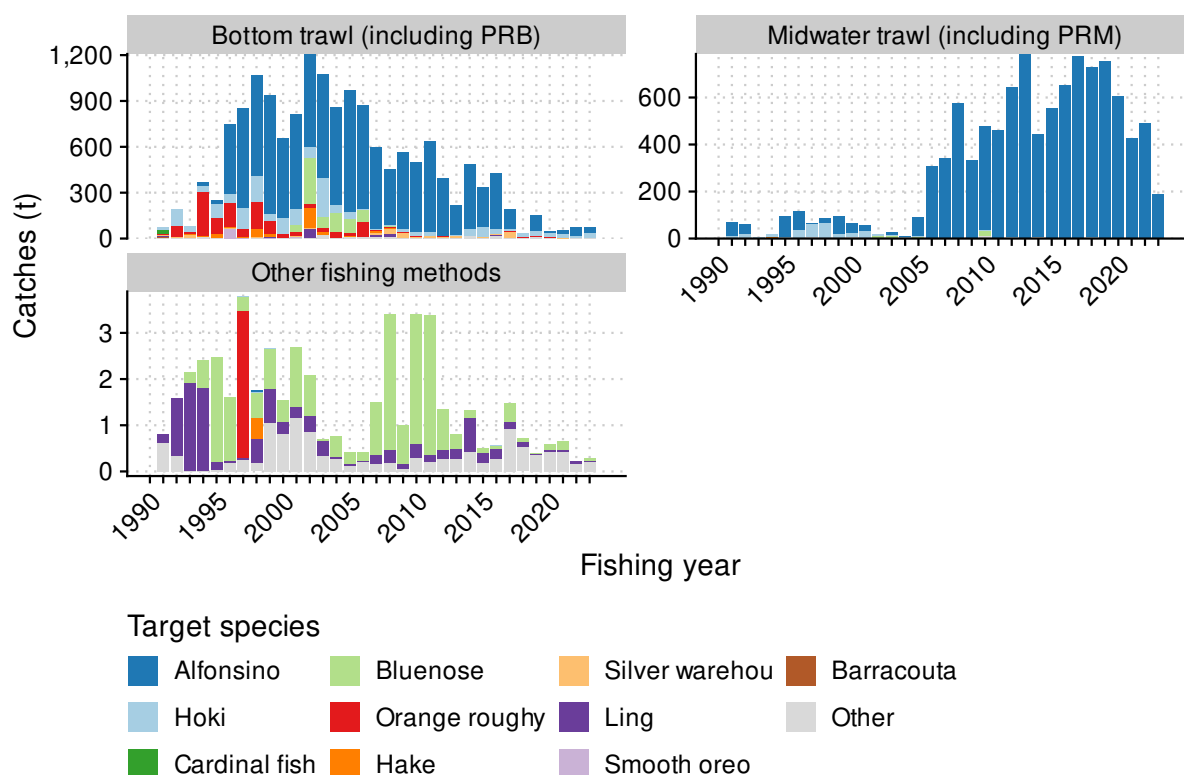 Bottom trawl (including PRB)
Midwater trawl (including PRM)
1,200
900
600
300
0
600
400
200
0
1990
1995
2000
2005
2010
2015
2020
Other fishing methods
3
2
1
0
1990
1995
2000
2005
2010
2015
2020
Catches (t)
Fishing year
Target species
Alfonsino
Bluenose
Silver warehou
Barracouta
Hoki
Orange roughy
Ling
Other
Cardinal fish
Hake
Smooth oreo